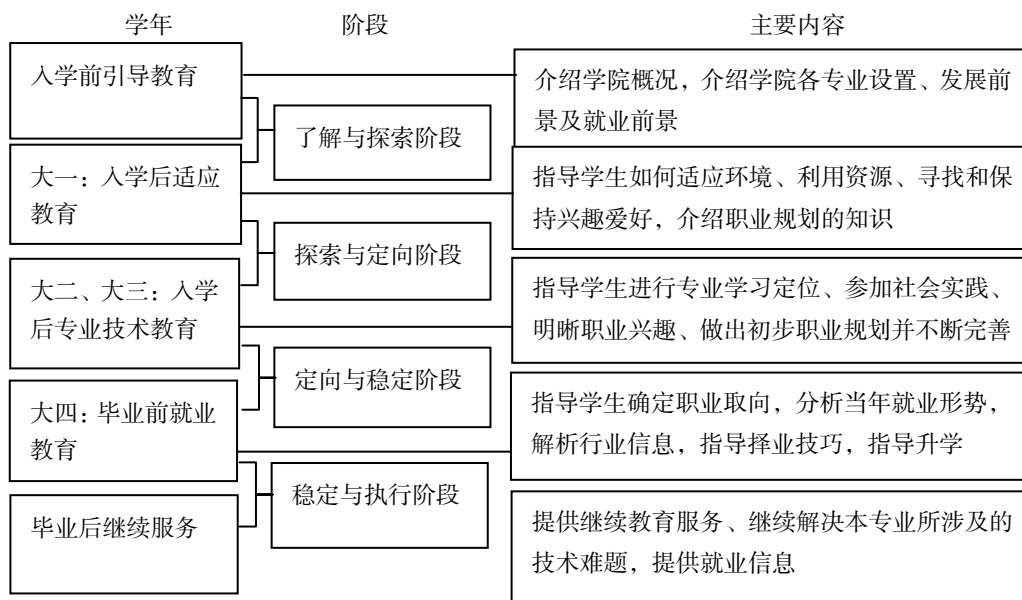 学年
阶段
主要内容
入学前引导教育
介绍学院概况，介绍学院各专业设置、发展前
景及就业前景
了解与探索阶段
大一：入学后适应
教育
指导学生如何适应环境、利用资源、寻找和保
持兴趣爱好，介绍职业规划的知识
探索与定向阶段
大二、大三：入学
后专业技术教育
指导学生进行专业学习定位、参加社会实践、
明晰职业兴趣、做出初步职业规划并不断完善
定向与稳定阶段
大四：毕业前就业
教育
指导学生确定职业取向，分析当年就业形势，
解析行业信息，指导择业技巧，指导升学
稳定与执行阶段
毕业后继续服务
提供继续教育服务、继续解决本专业所涉及的
技术难题，提供就业信息